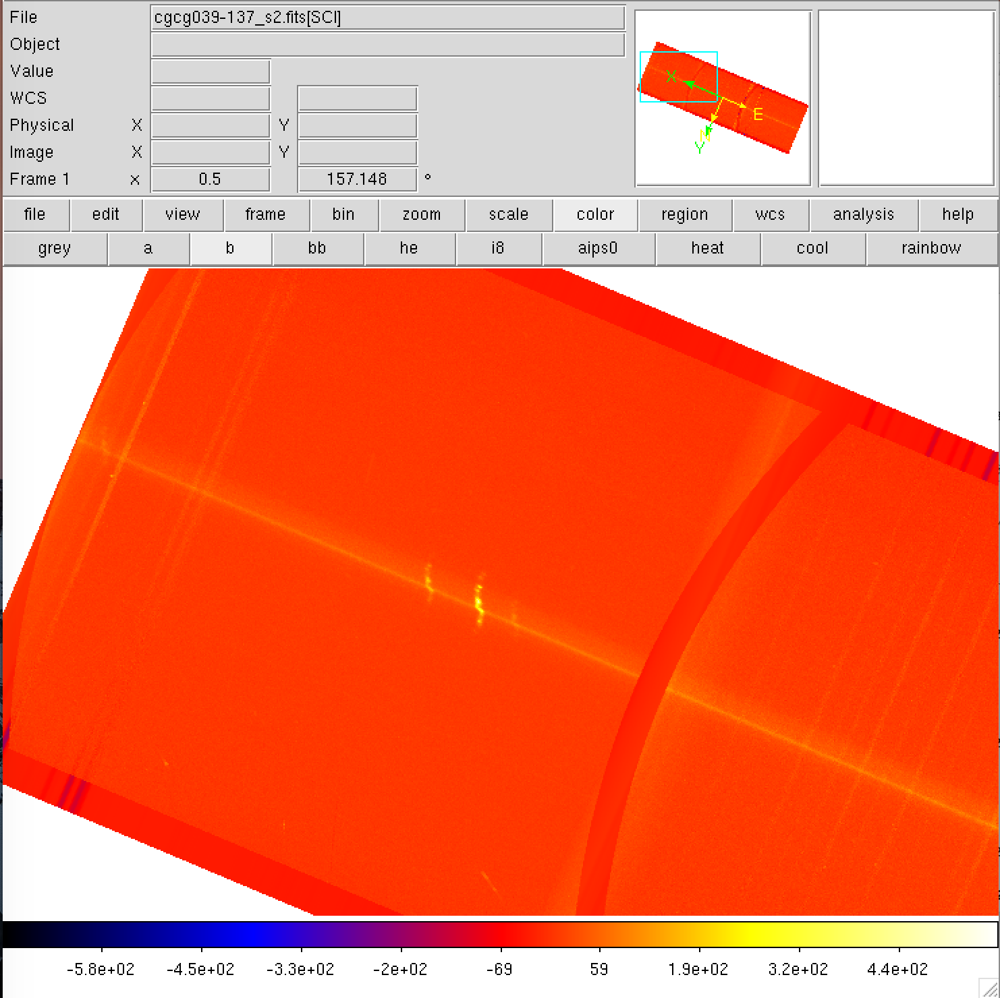 File cgcg039-137_s2.fits[SCI]
Object
Value
WCS
Physical X Y
Image X Y
Frame 1 x 0.5 157.148 °
X
E
N
Y
file edit view frame bin zoom scale color region wcs analysis help
grey a b bb he i8 aips0 heat cool rainbow
-5.8e+02 -4.5e+02 -3.3e+02 -2e+02 -69 59 1.9e+02 3.2e+02 4.4e+02